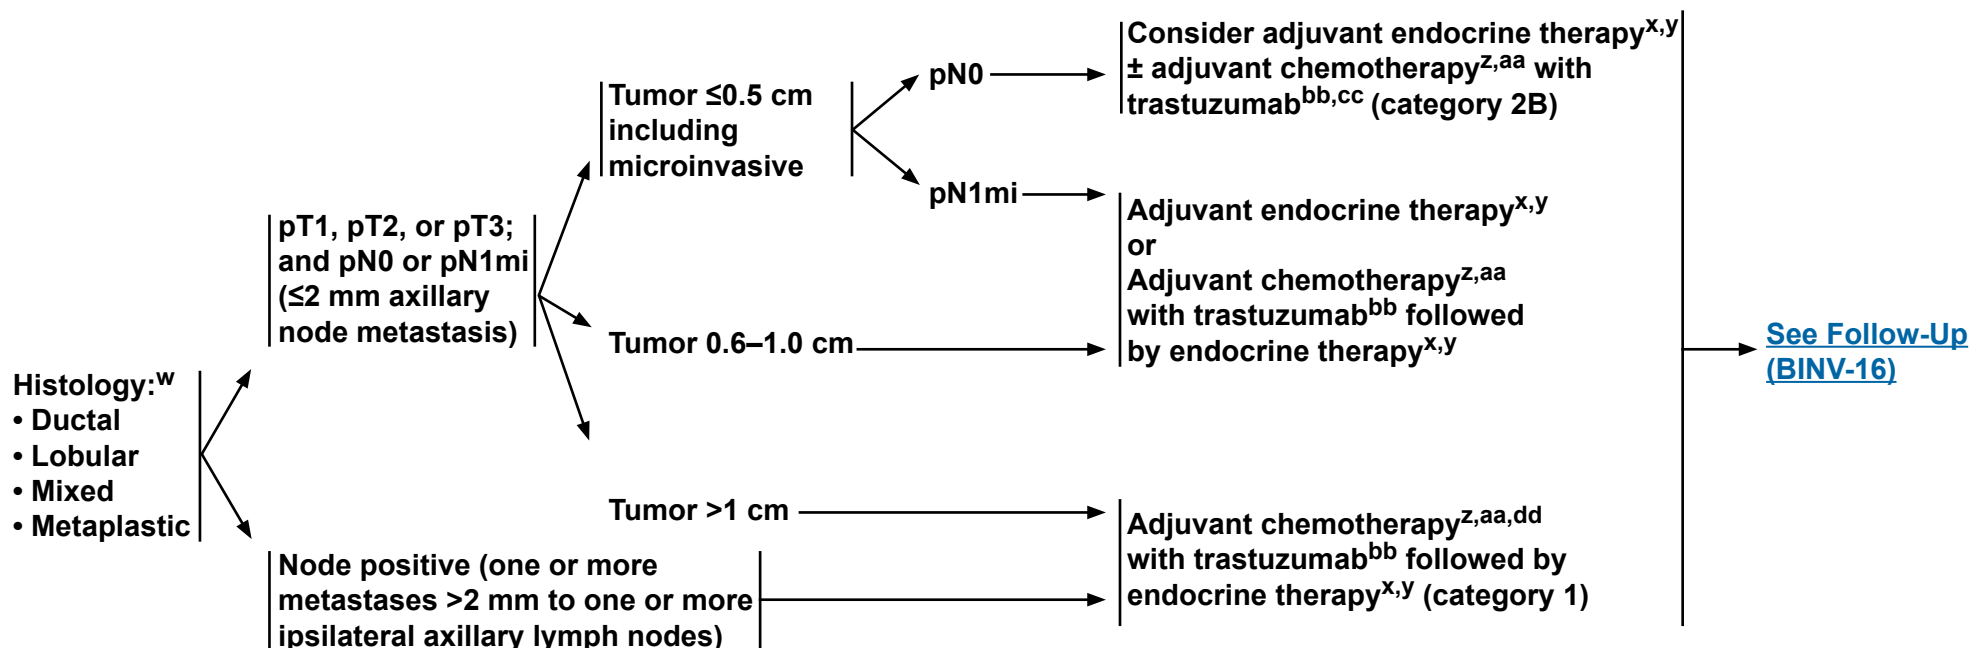 Histology:w
• Ductal
• Lobular
• Mixed
• Metaplastic
pT1, pT2, or pT3;
and pN0 or pN1mi
(≤2 mm axillary
node metastasis)
Node positive (one or more
metastases >2 mm to one or more
ipsilateral axillary lymph nodes)
Tumor ≤0.5 cm
including
microinvasive
Tumor 0.6–1.0 cm
Tumor >1 cm
pN0
pN1mi
Consider adjuvant endocrine therapyx,y
± adjuvant chemotherapyz,aa with
trastuzumabbb,cc (category 2B)
Adjuvant endocrine therapyx,y
or
Adjuvant chemotherapyz,aa
with trastuzumabbb followed
by endocrine therapyx,y
Adjuvant chemotherapyz,aa,dd
with trastuzumabbb followed by
endocrine therapyx,y (category 1)
See Follow-Up
(BINV-16)